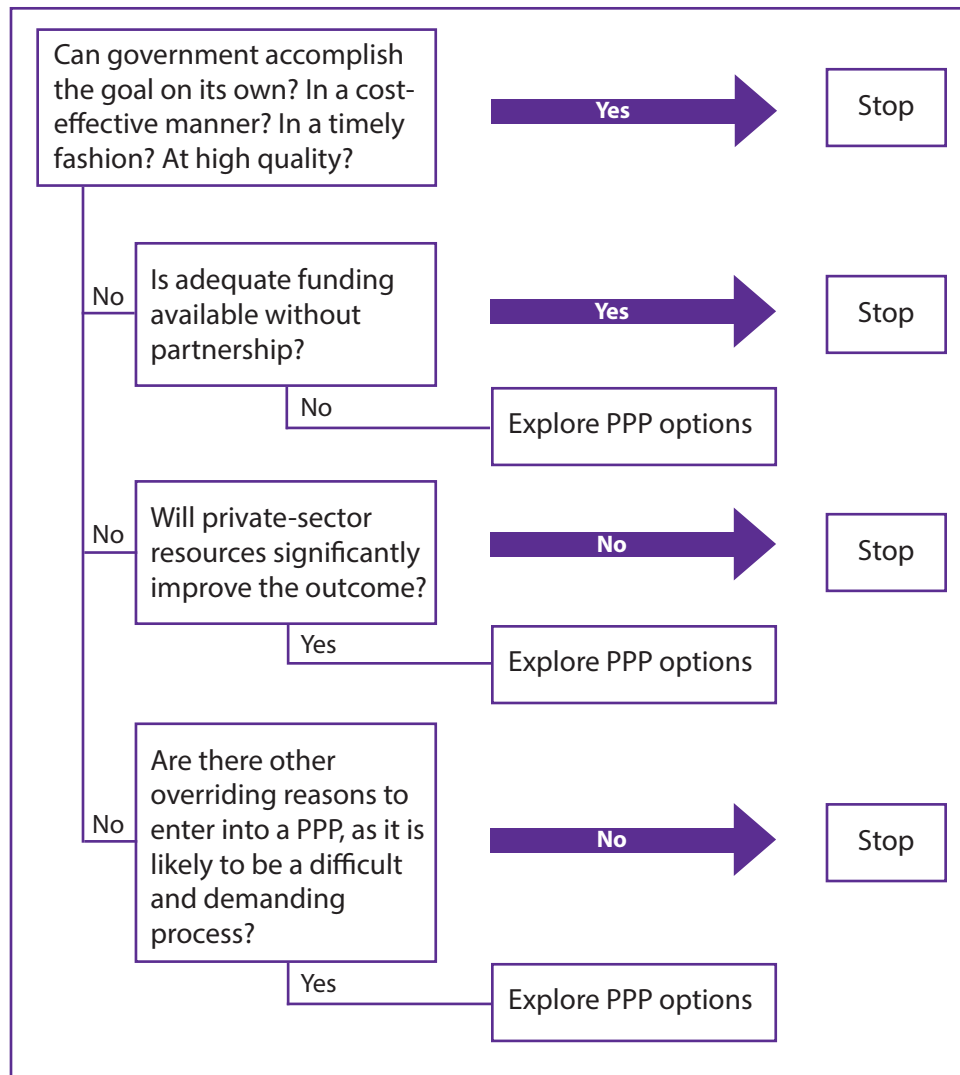 Can government accomplish
the goal on its own? In a cost-
effective manner? In a timely
fashion? At high quality?
Yes
Stop
No
Is adequate funding
available without
partnership?
Yes
Stop
No
Explore PPP options
No
Will private-sector
resources significantly
improve the outcome?
No
Stop
Yes
Explore PPP options
No
Are there other
overriding reasons to
enter into a PPP, as it is
likely to be a difficult
and demanding
process?
No
Stop
Yes
Explore PPP options